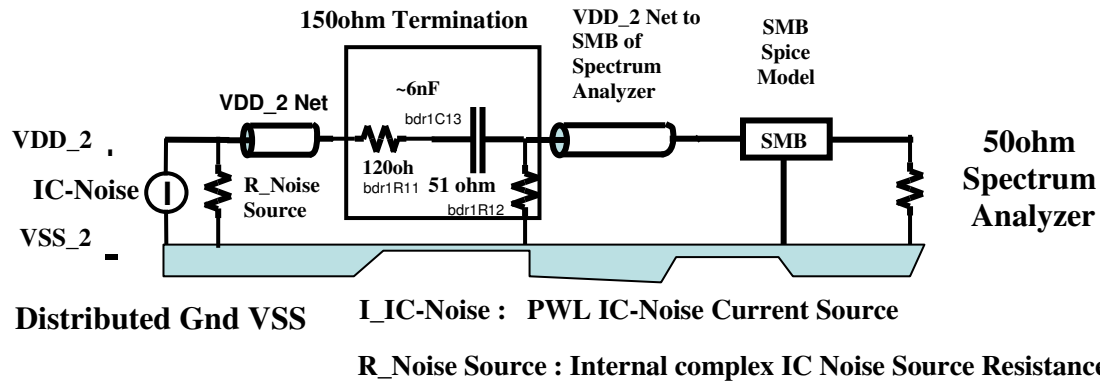 150ohm Termination
VDD_2 Net to
SMB of
Spectrum
Analyzer
SMB
Spice
Model
~6nF
bdr1C13
VDD_2 Net
VDD_2
IC-Noise
VSS_2
I
R_Noise
Source
120oh
bdr1R11
51 ohm
bdr1R12
SMB
50ohm
Spectrum
Analyzer
Distributed Gnd VSS
I_IC-Noise : PWL IC-Noise Current Source
R_Noise Source : Internal complex IC Noise Source Resistance